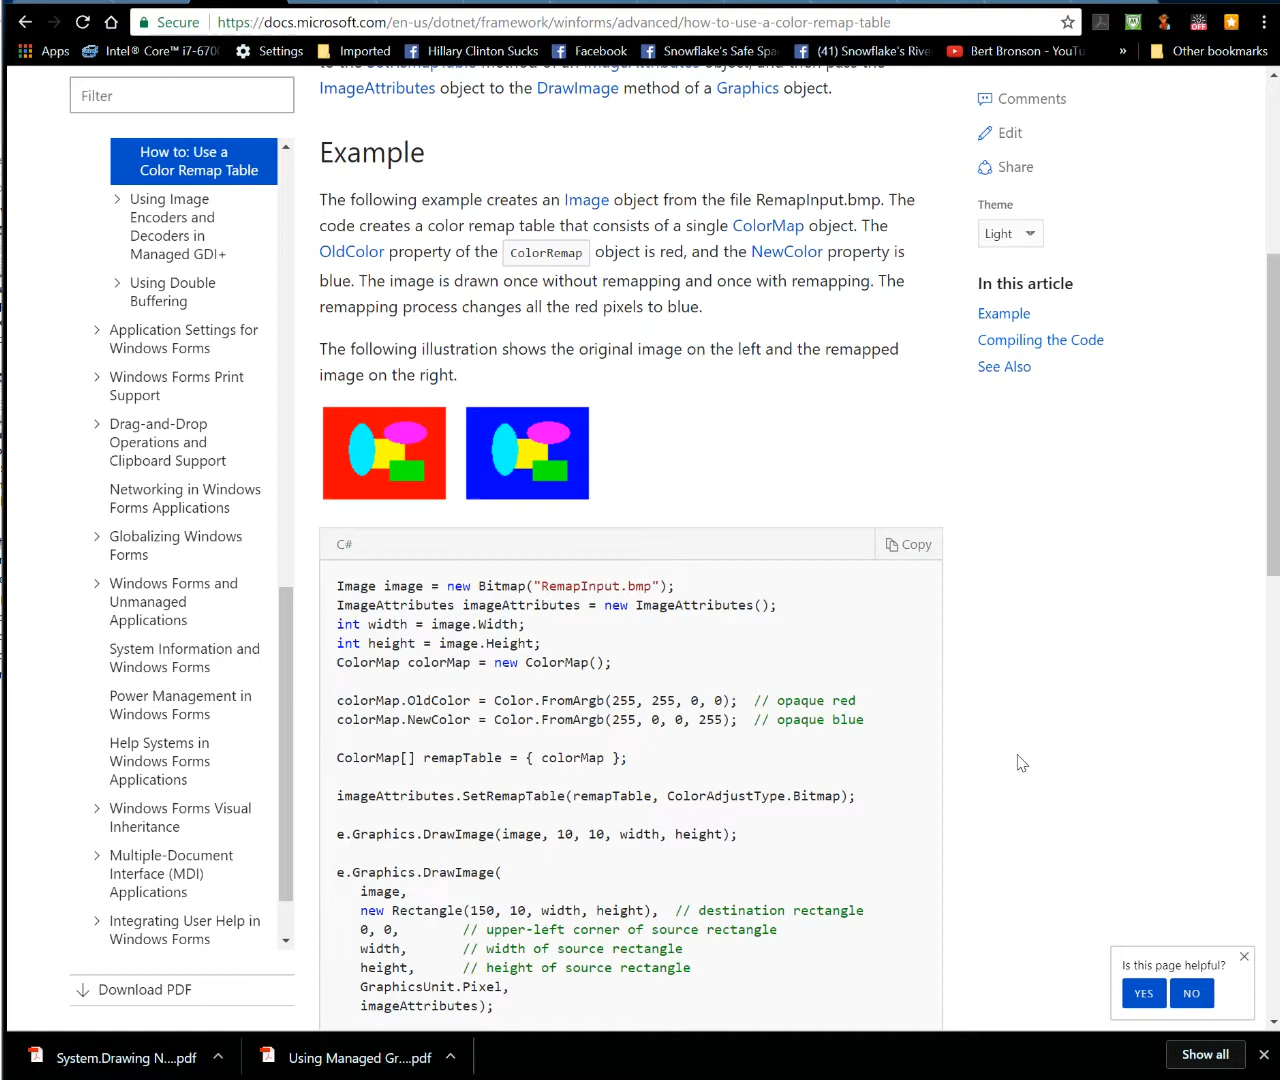 Secure https://docs.microsoft.com/en-us/dotnet/framework/winforms/advanced/how-to-use-a-color-remap-table
OFF
Apps Intel® Core™ i7-670 Settings Imported Hillary Clinton Sucks Facebook Snowflake's Safe Spa (41) Snowflake's Rive Bert Bronson - YouTu » Other bookmarks
ImageAttributes object to the DrawImage method of a Graphics object.
Filter
How to: Use a
Color Remap Table
Using Image
Encoders and
Decoders in
Managed GDI+
Using Double
Buffering
Application Settings for
Windows Forms
Windows Forms Print
Support
Drag-and-Drop
Operations and
Clipboard Support
Networking in Windows
Forms Applications
Globalizing Windows
Forms
Windows Forms and
Unmanaged
Applications
System Information and
Windows Forms
Power Management in
Windows Forms
Help Systems in
Windows Forms
Applications
Windows Forms Visual
Inheritance
Multiple-Document
Interface (MDI)
Applications
Integrating User Help in
Windows Forms
Download PDF
Example
The following example creates an Image object from the file RemapInput.bmp. The
code creates a color remap table that consists of a single ColorMap object. The
OldColor property of the ColorRemap object is red, and the NewColor property is
blue. The image is drawn once without remapping and once with remapping. The
remapping process changes all the red pixels to blue.
The following illustration shows the original image on the left and the remapped
image on the right.
C# Copy
Image image = new Bitmap("RemapInput.bmp");
ImageAttributes imageAttributes = new ImageAttributes();
int width = image.Width;
int height = image.Height;
ColorMap colorMap = new ColorMap();
colorMap.OldColor = Color.FromArgb(255, 255, 0, 0); // opaque red
colorMap.NewColor = Color.FromArgb(255, 0, 0, 255); // opaque blue
ColorMap[] remapTable = { colorMap };
imageAttributes.SetRemapTable(remapTable, ColorAdjustType.Bitmap);
e.Graphics.DrawImage(image, 10, 10, width, height);
e.Graphics.DrawImage(
image,
new Rectangle(150, 10, width, height), // destination rectangle
0, 0, // upper-left corner of source rectangle
width, // width of source rectangle
height, // height of source rectangle
GraphicsUnit.Pixel,
imageAttributes);
Comments
Edit
Share
Theme
Light
In this article
Example
Compiling the Code
See Also
Is this page helpful?
YES NO
System.Drawing N....pdf Using Managed Gr....pdf Show all